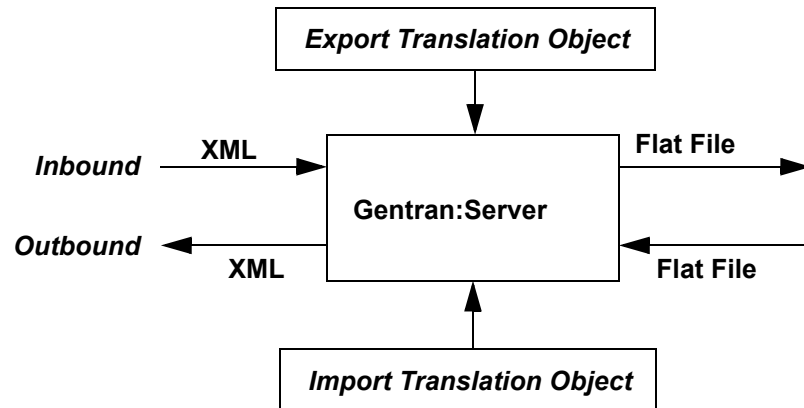 Export Translation Object
Inbound
XML
Flat File
Gentran:Server
Outbound
XML
Flat File
Import Translation Object